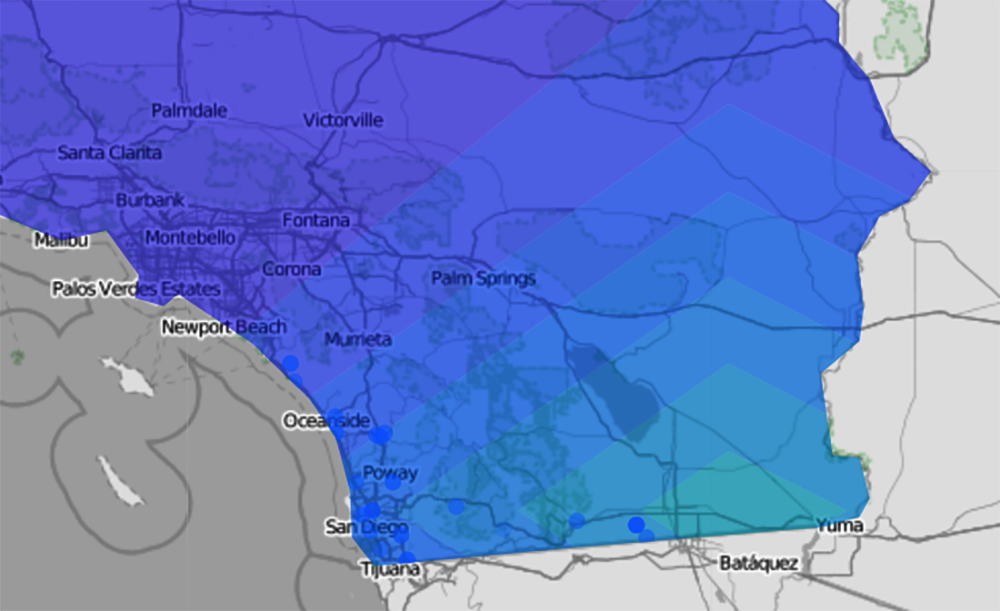 Palmdale
Victorville
Santa Clarita
Burbank
Fontana
Malibu
Montebello
Corona
Palm Springs
Palos Verdes Estates
Newport Beach
Murrieta
Oceanside
Poway
San Diego
Yuma
Tijuana
Batáquez